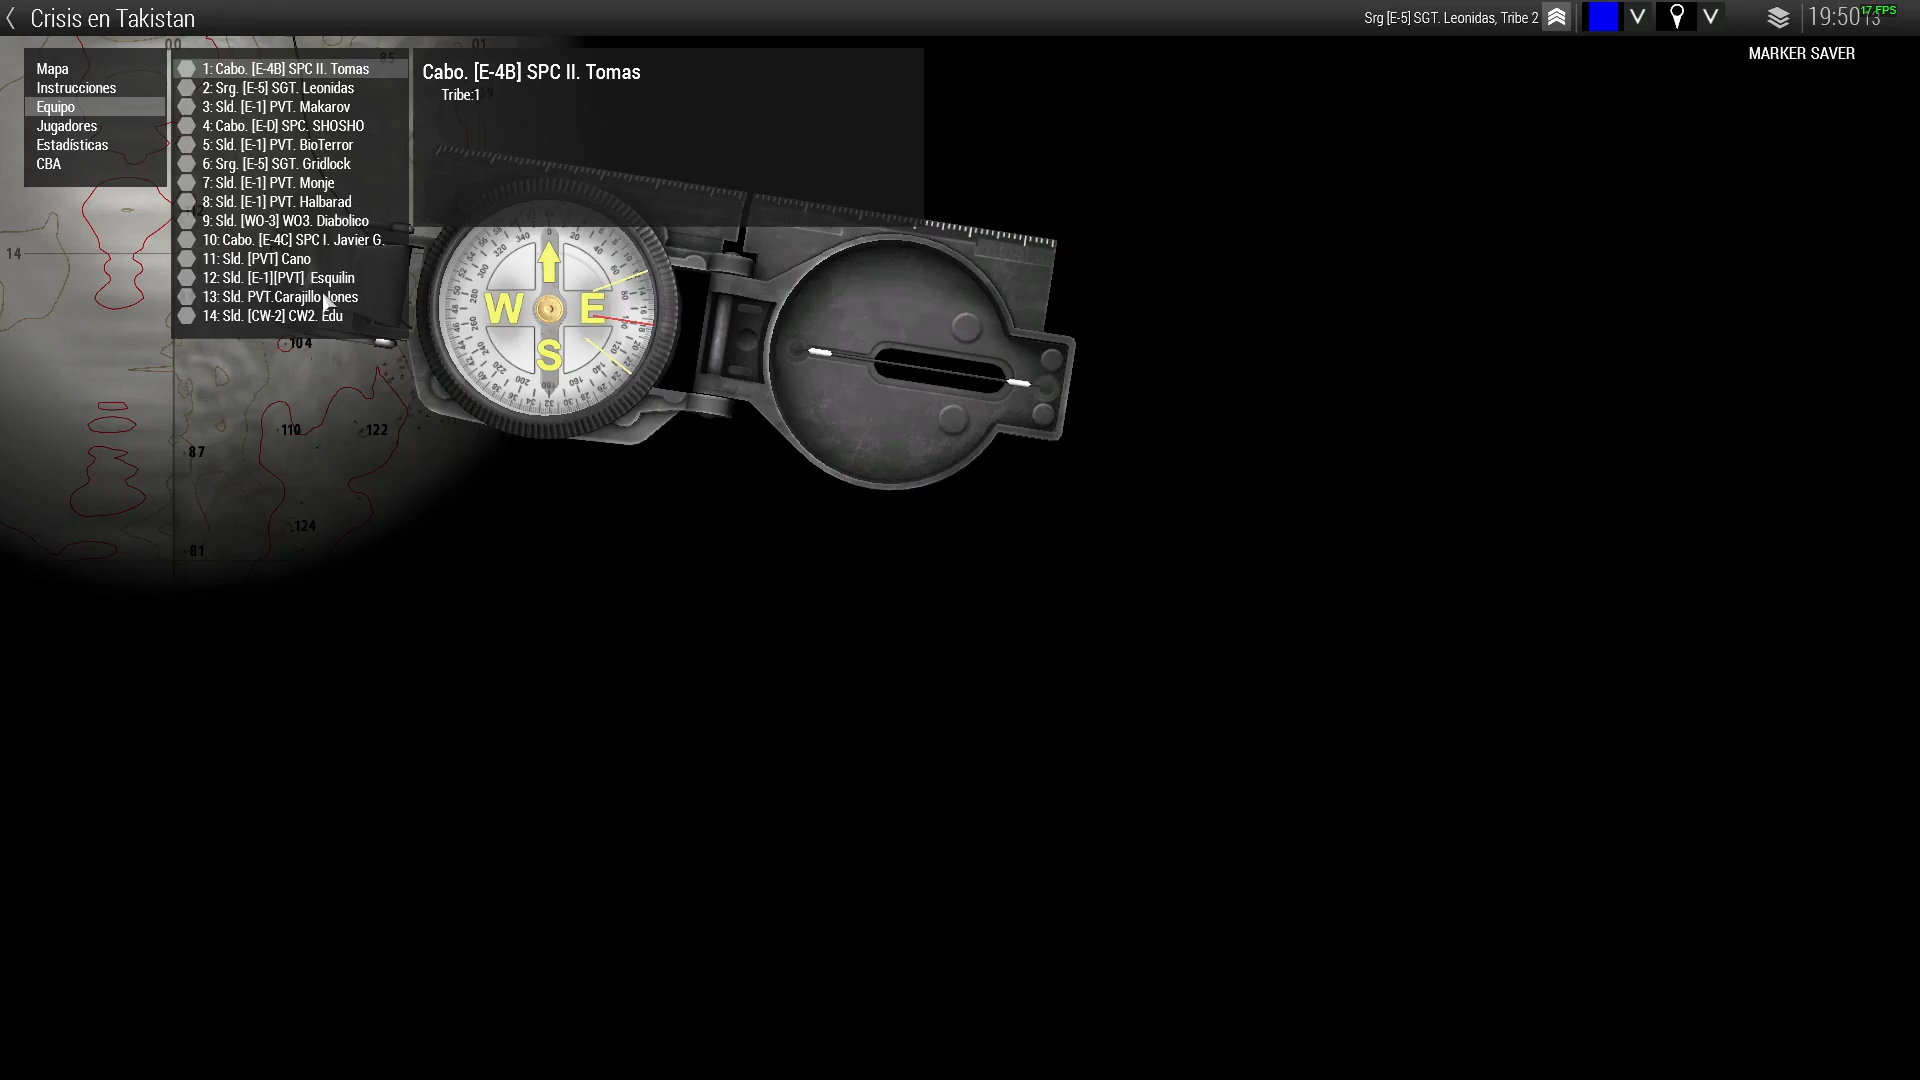 Crisis en Takistan
Srg [E-5] SGT. Leonidas, Tribe 2
19:50
17 FPS
MARKER SAVER
Mapa
Instrucciones
Equipo
Jugadores
Estadísticas
CBA
1: Cabo. [E-4B] SPC II. Tomas
2: Srg. [E-5] SGT. Leonidas
3: Sld. [E-1] PVT. Makarov
4: Cabo. [E-D] SPC. SHOSHO
5: Sld. [E-1] PVT. BioTerror
6: Srg. [E-5] SGT. Gridlock
7: Sld. [E-1] PVT. Monje
8: Sld. [E-1] PVT. Halbarad
9: Sld. [WO-3] WO3. Diabolico
10: Cabo. [E-4C] SPC I. Javier G.
11: Sld. [PVT] Cano
12: Sld. [E-1][PVT] Esquilin
13: Sld. PVT.Carajillo Jones
14: Sld. [CW-2] CW2. Edu
Cabo. [E-4B] SPC II. Tomas
Tribe:1
00
01
14
104
110
122
87
124
81
W
E
S